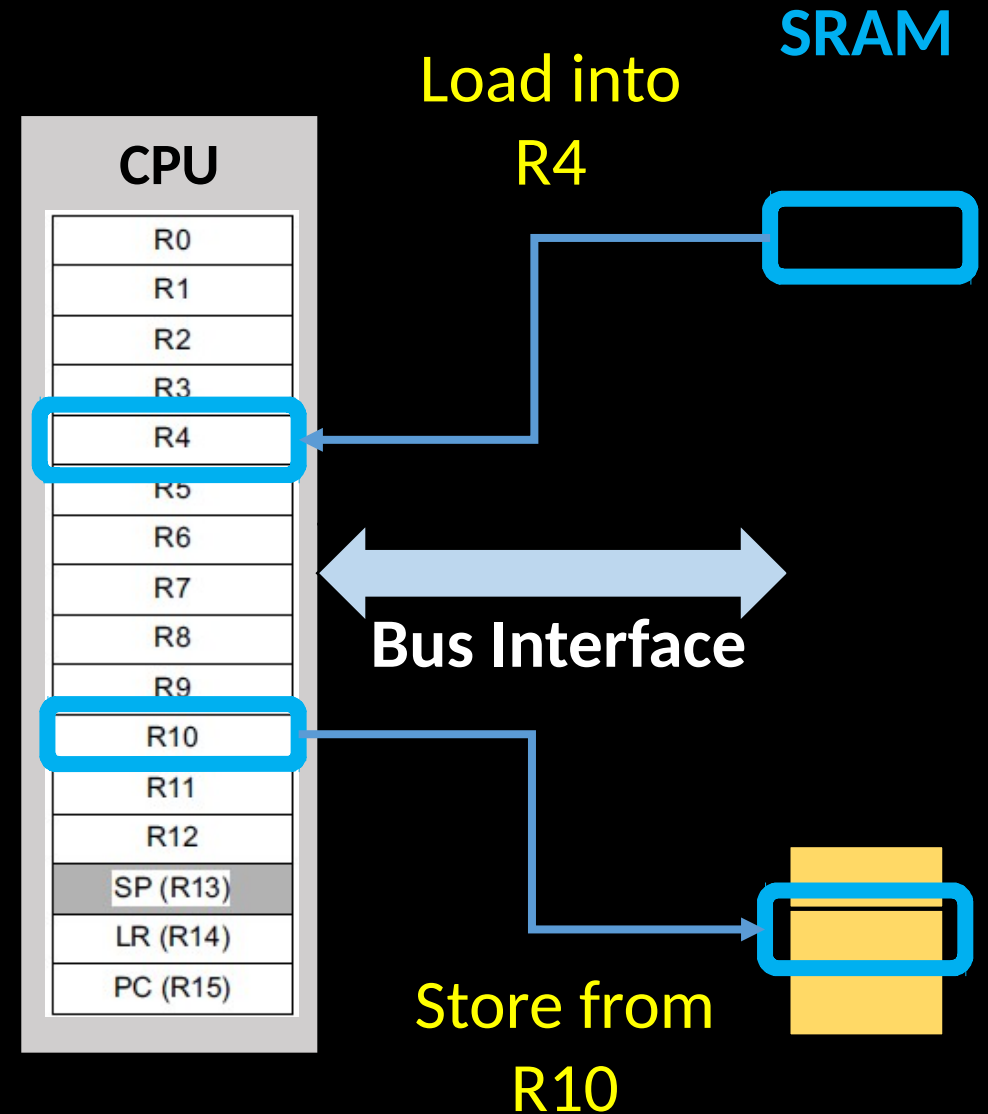 SRAM
Load into
R4
CPU
R0
R1
R2
R3
R4
R5
R6
R7
R8
R9
R10
R11
R12
SP (R13)
LR (R14)
PC (R15)
Bus Interface
Store from
R10